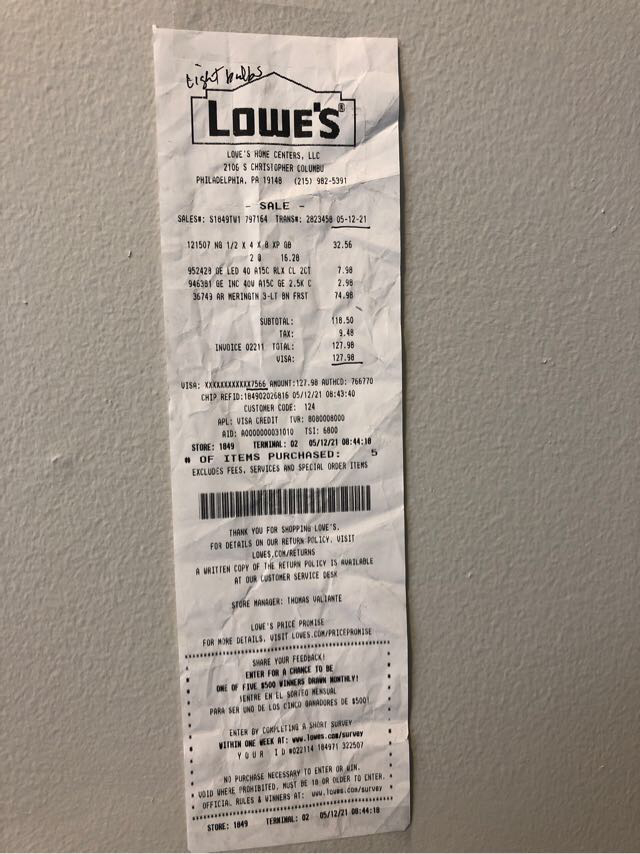 Light bulbs
LOWE'S®
LOWE'S HOME CENTERS, LLC
2106 S CHRISTOPHER COLUMBU
PHILADELPHIA, PA 19148 (215) 982-5391
- SALE -
SALES#: S1849TW1 797164 TRANS#: 2823458 05-12-21
121507 NG 1/2 X 4 X 8 XP GB 32.56
2 @ 16.28
952428 GE LED 40 A15C RLX CL 2CT 7.98
946381 GE INC 40W A15C GE 2.5K C 2.98
36749 AR MERINGTN 3-LT BN FRST 74.98
SUBTOTAL: 118.50
TAX: 9.48
INVOICE 02211 TOTAL: 127.98
VISA: 127.98
VISA: XXXXXXXXXXXX7566 AMOUNT:127.98 AUTHCD: 766770
CHIP REFID:184902026816 05/12/21 08:43:40
CUSTOMER CODE: 124
APL: VISA CREDIT TVR: 8080008000
AID: A0000000031010 TSI: 6800
STORE: 1849 TERMINAL: 02 05/12/21 08:44:18
# OF ITEMS PURCHASED: 5
EXCLUDES FEES, SERVICES AND SPECIAL ORDER ITEMS
THANK YOU FOR SHOPPING LOWE'S.
FOR DETAILS ON OUR RETURN POLICY, VISIT
LOWES.COM/RETURNS
A WRITTEN COPY OF THE RETURN POLICY IS AVAILABLE
AT OUR CUSTOMER SERVICE DESK
STORE MANAGER: THOMAS VALIANTE
LOWE'S PRICE PROMISE
FOR MORE DETAILS, VISIT LOWES.COM/PRICEPROMISE
SHARE YOUR FEEDBACK!
ENTER FOR A CHANCE TO BE
ONE OF FIVE $500 WINNERS DRAWN MONTHLY!
¡ENTRE EN EL SORTEO MENSUAL
PARA SER UNO DE LOS CINCO GANADORES DE $500!
ENTER BY COMPLETING A SHORT SURVEY
WITHIN ONE WEEK AT: www.lowes.com/survey
YOUR ID #022114 184971 322507
NO PURCHASE NECESSARY TO ENTER OR WIN.
VOID WHERE PROHIBITED. MUST BE 18 OR OLDER TO ENTER.
OFFICIAL RULES & WINNERS AT: www.lowes.com/survey
STORE: 1849 TERMINAL: 02 05/12/21 08:44:18